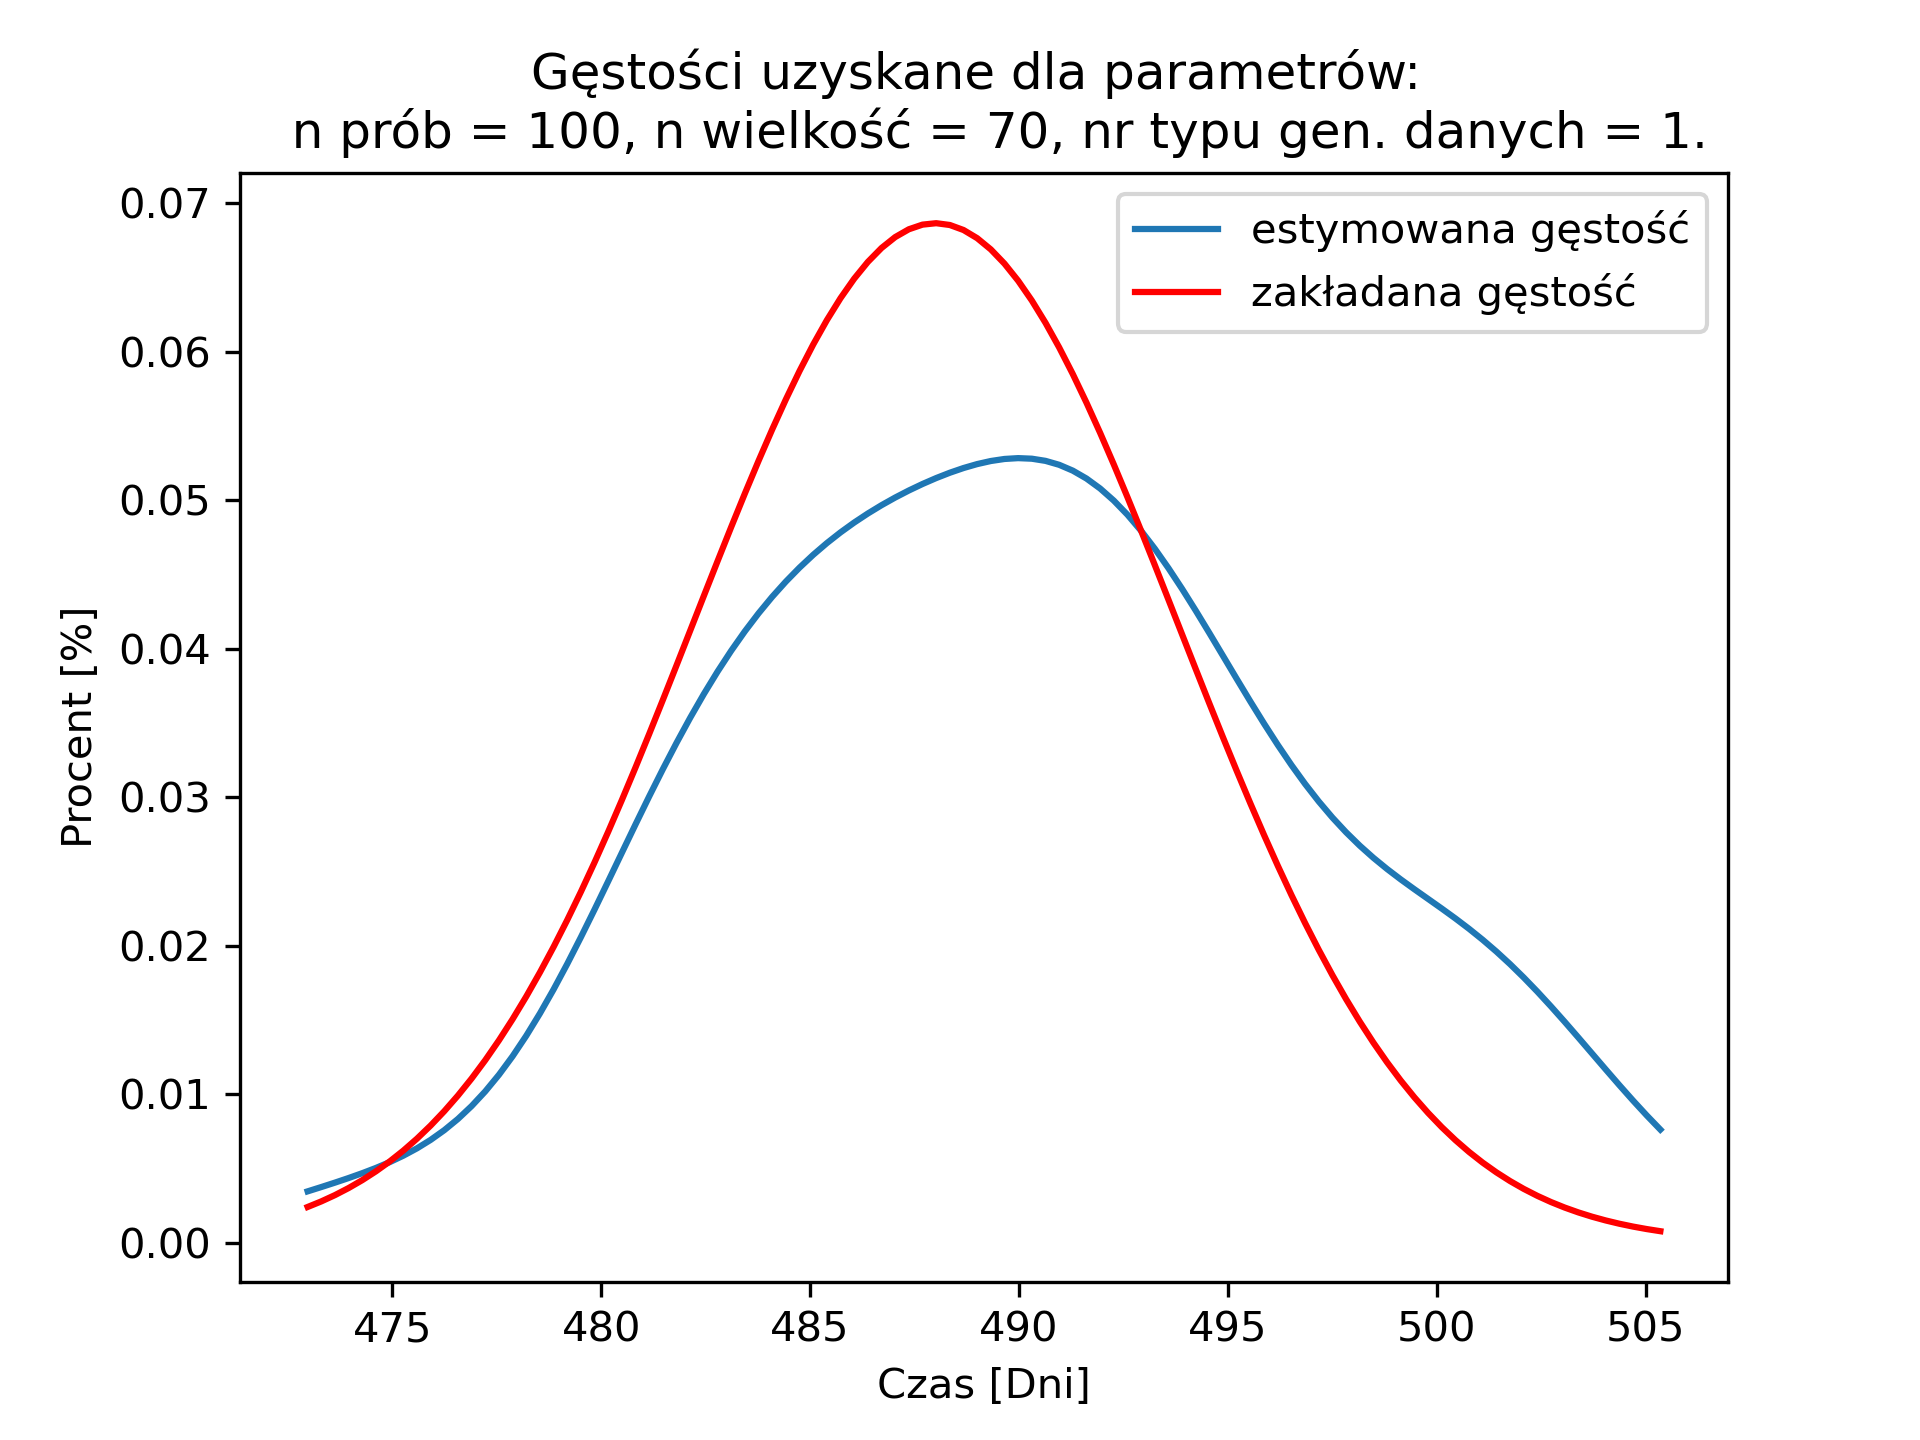 Gęstości uzyskane dla parametrów:
n prób = 100, n wielkość = 70, nr typu gen. danych = 1.
estymowana gęstość
zakładana gęstość
0.07
0.06
0.05
0.04
0.03
0.02
0.01
0.00
Procent [%]
475 480 485 490 495 500 505
Czas [Dni]